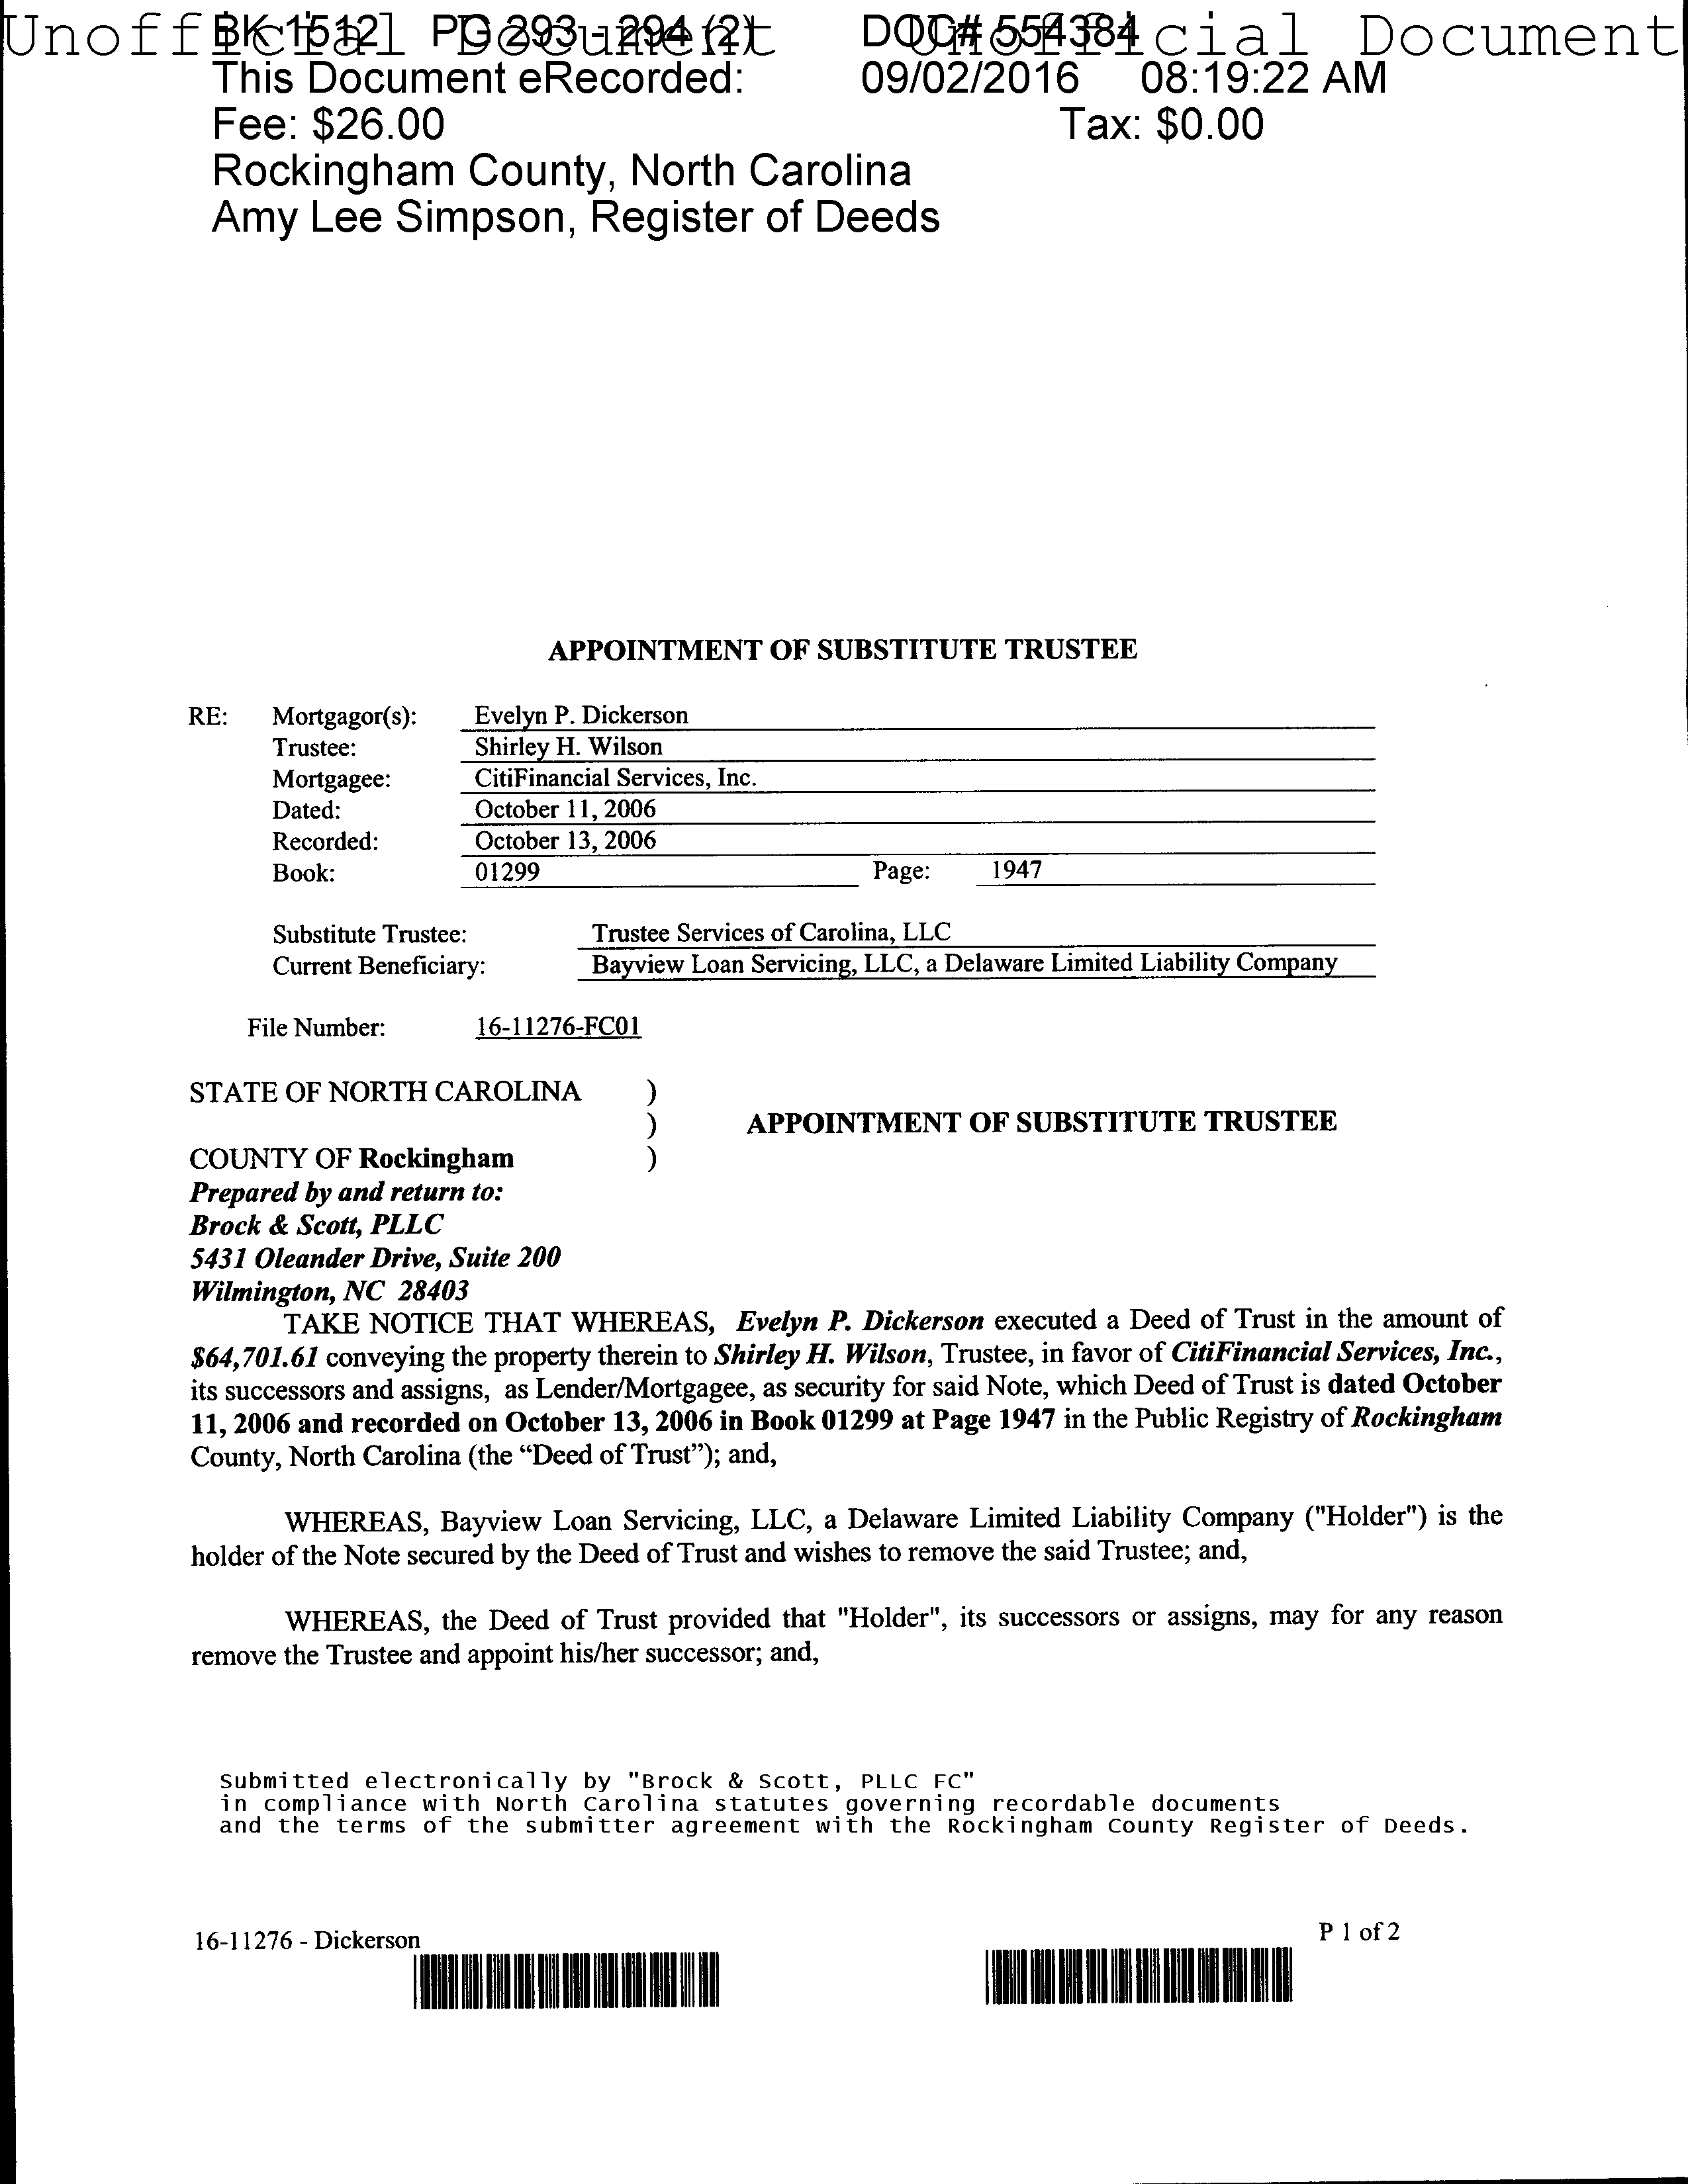 Unofficial Document Unofficial Document
BK 1512 PG 293 - 294 (2) DOC# 554384
This Document eRecorded: 09/02/2016 08:19:22 AM
Fee: $26.00 Tax: $0.00
Rockingham County, North Carolina
Amy Lee Simpson, Register of Deeds
APPOINTMENT OF SUBSTITUTE TRUSTEE
RE: Mortgagor(s): Evelyn P. Dickerson
Trustee: Shirley H. Wilson
Mortgagee: CitiFinancial Services, Inc.
Dated: October 11, 2006
Recorded: October 13, 2006
Book: 01299 Page: 1947
Substitute Trustee: Trustee Services of Carolina, LLC
Current Beneficiary: Bayview Loan Servicing, LLC, a Delaware Limited Liability Company
File Number: 16-11276-FC01
STATE OF NORTH CAROLINA )
) APPOINTMENT OF SUBSTITUTE TRUSTEE
COUNTY OF Rockingham )
Prepared by and return to:
Brock & Scott, PLLC
5431 Oleander Drive, Suite 200
Wilmington, NC 28403
TAKE NOTICE THAT WHEREAS, Evelyn P. Dickerson executed a Deed of Trust in the amount of
$64,701.61 conveying the property therein to Shirley H. Wilson, Trustee, in favor of CitiFinancial Services, Inc.,
its successors and assigns, as Lender/Mortgagee, as security for said Note, which Deed of Trust is dated October
11, 2006 and recorded on October 13, 2006 in Book 01299 at Page 1947 in the Public Registry of Rockingham
County, North Carolina (the “Deed of Trust”); and,
WHEREAS, Bayview Loan Servicing, LLC, a Delaware Limited Liability Company ("Holder") is the
holder of the Note secured by the Deed of Trust and wishes to remove the said Trustee; and,
WHEREAS, the Deed of Trust provided that "Holder", its successors or assigns, may for any reason
remove the Trustee and appoint his/her successor; and,
Submitted electronically by "Brock & Scott, PLLC FC"
in compliance with North Carolina statutes governing recordable documents
and the terms of the submitter agreement with the Rockingham County Register of Deeds.
16-11276 - Dickerson P 1 of 2